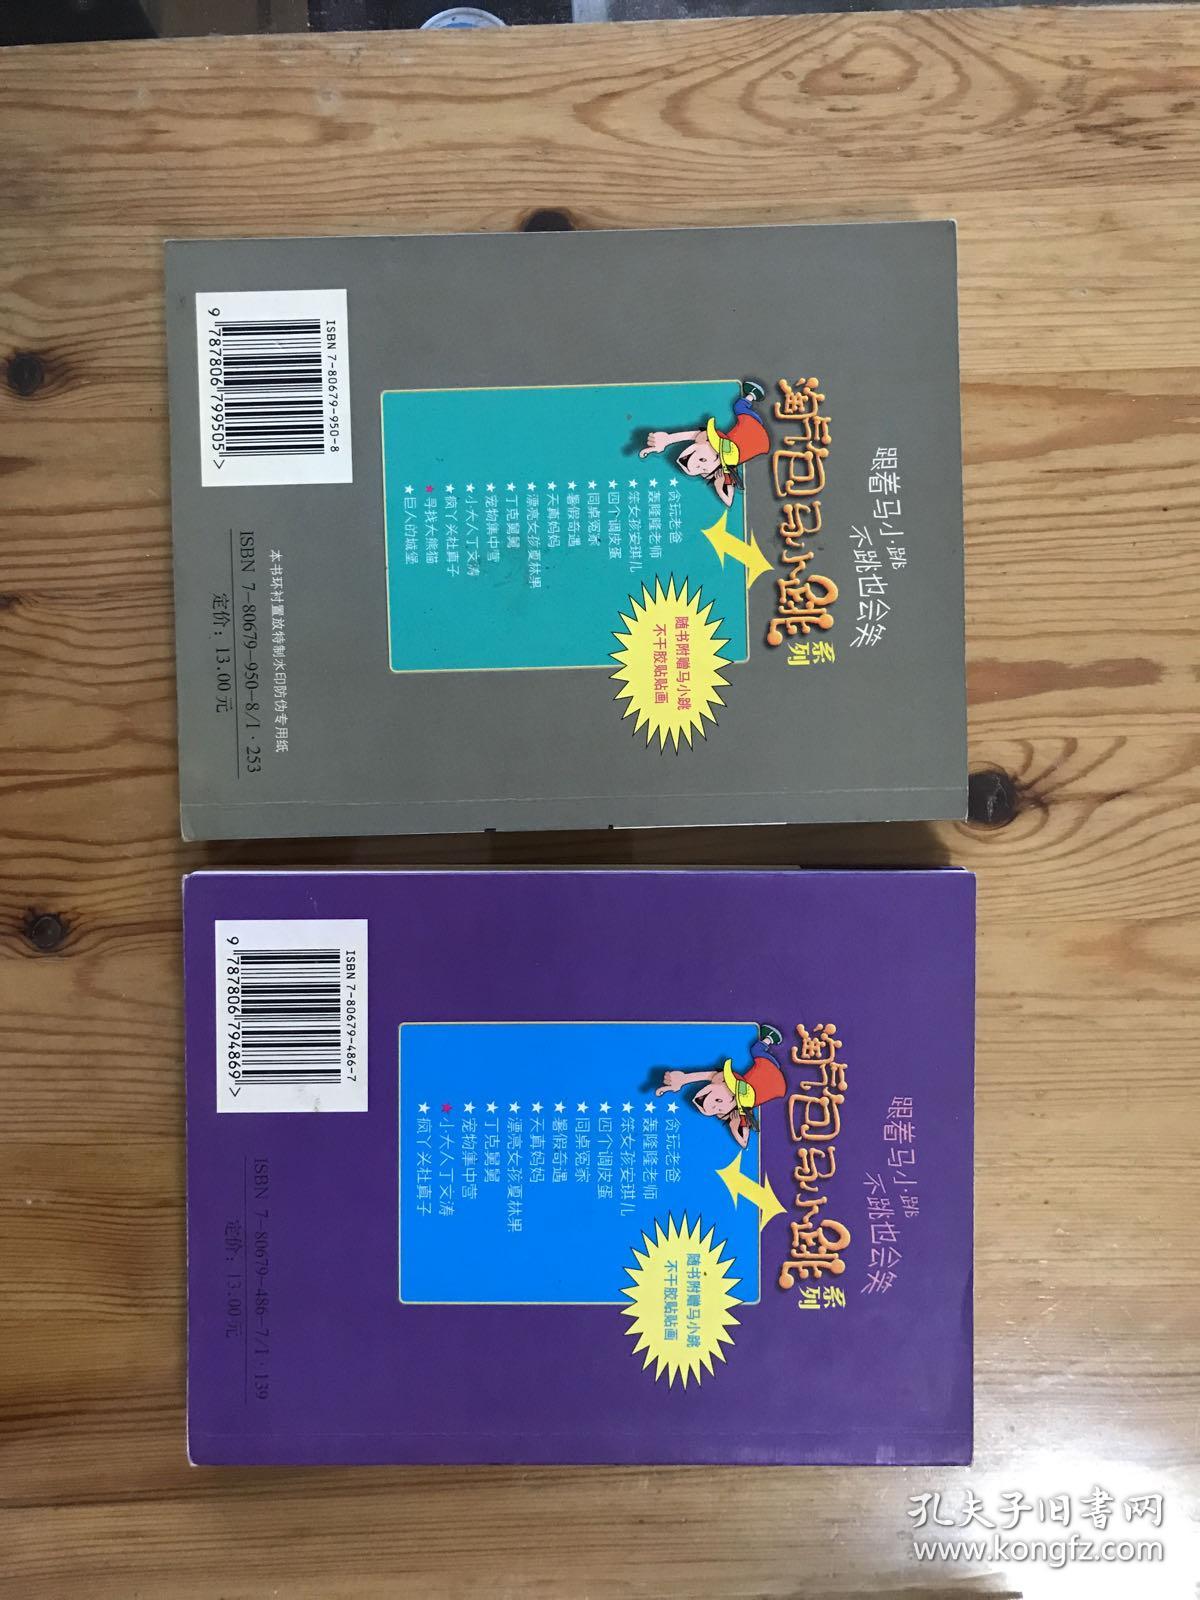 跟着马小跳
不跳也会笑
淘气包马小跳
系列
随书附赠马小跳
不干胶贴贴画
★贪玩老爸
★轰隆隆老师
★笨女孩安琪儿
★四个调皮蛋
★同桌冤家
★暑假奇遇
★天真妈妈
★漂亮女孩夏林果
★丁克舅舅
★宠物集中营
★小大人丁文涛
★疯丫头杜真子
★寻找大熊猫
★巨人的城堡
ISBN 7-80679-950-8
9 787806 799505 >
本书环衬置放特制水印防伪专用纸
ISBN 7-80679-950-8/I·253
定价：13.00元
跟着马小跳
不跳也会笑
淘气包马小跳
系列
随书附赠马小跳
不干胶贴贴画
★贪玩老爸
★轰隆隆老师
★笨女孩安琪儿
★四个调皮蛋
★同桌冤家
★暑假奇遇
★天真妈妈
★漂亮女孩夏林果
★丁克舅舅
★宠物集中营
★小大人丁文涛
★疯丫头杜真子
ISBN 7-80679-486-7
9 787806 794869 >
ISBN 7-80679-486-7/I·139
定价：13.00元
孔夫子旧书网
www.kongfz.com